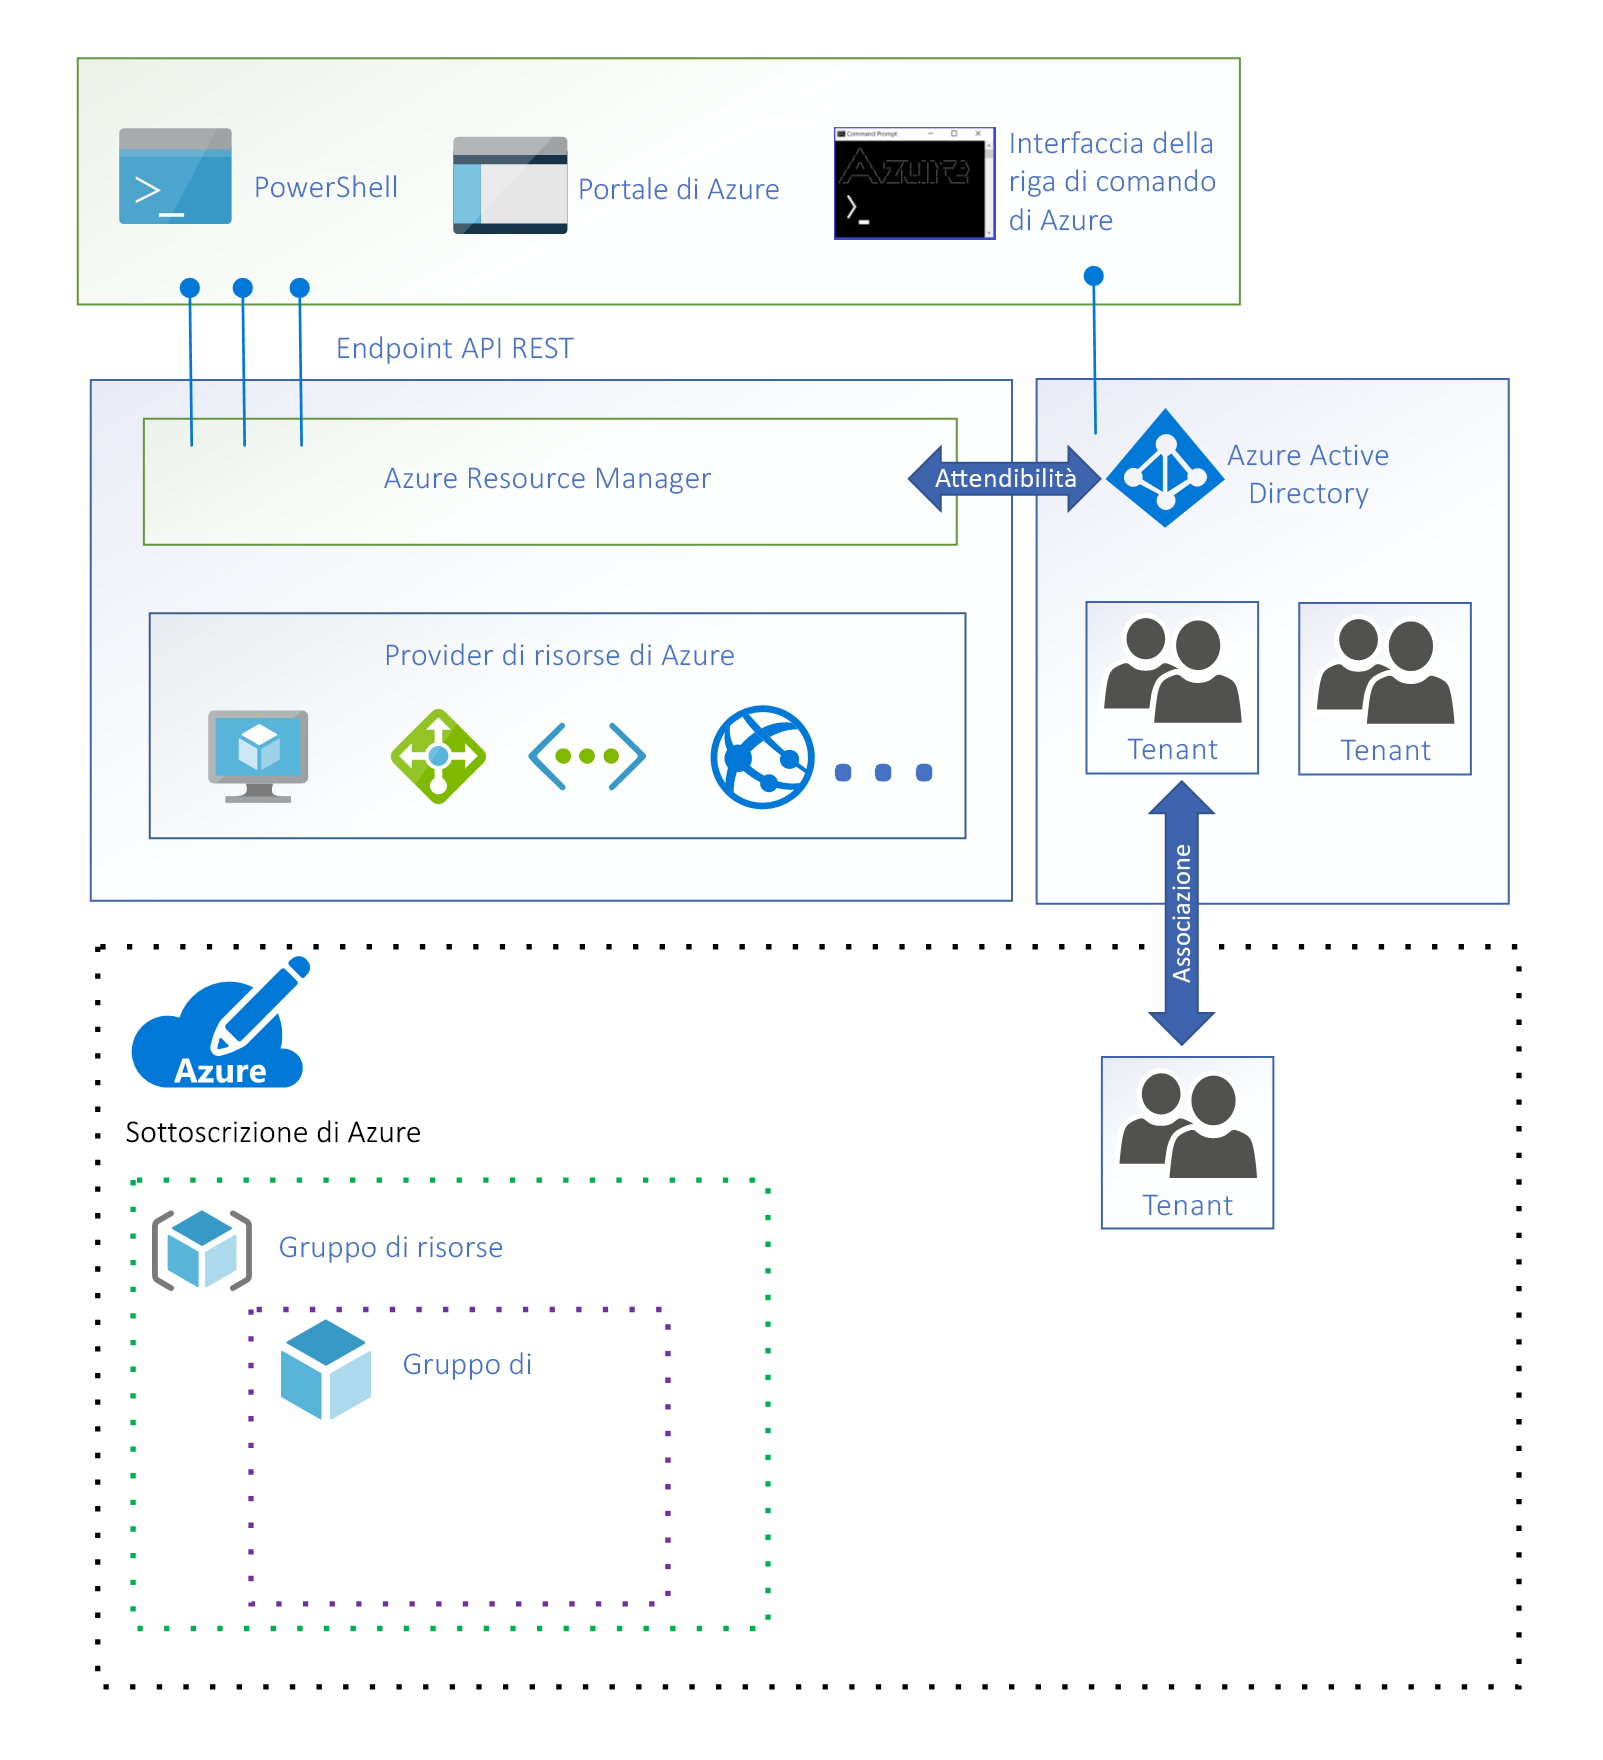 PowerShell
Portale di Azure
Command Prompt
Azure
Interfaccia della
riga di comando
di Azure
Endpoint API REST
Azure Resource Manager
Attendibilità
Azure Active
Directory
Provider di risorse di Azure
Tenant
Tenant
Associazione
Azure
Sottoscrizione di Azure
Tenant
Gruppo di risorse
Gruppo di